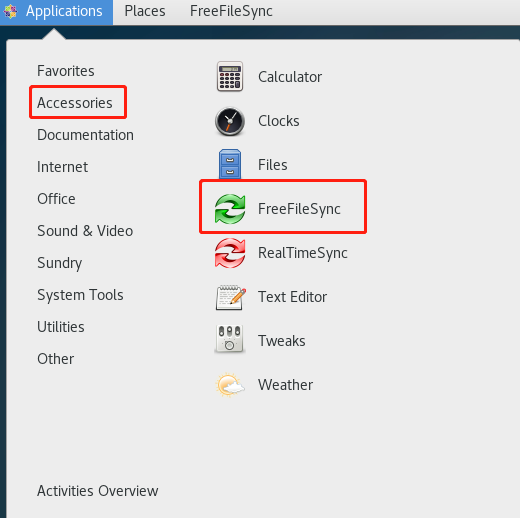 Applications Places FreeFileSync
Favorites
Accessories
Documentation
Internet
Office
Sound & Video
Sundry
System Tools
Utilities
Other
Activities Overview
Calculator
Clocks
Files
FreeFileSync
RealTimeSync
Text Editor
Tweaks
Weather